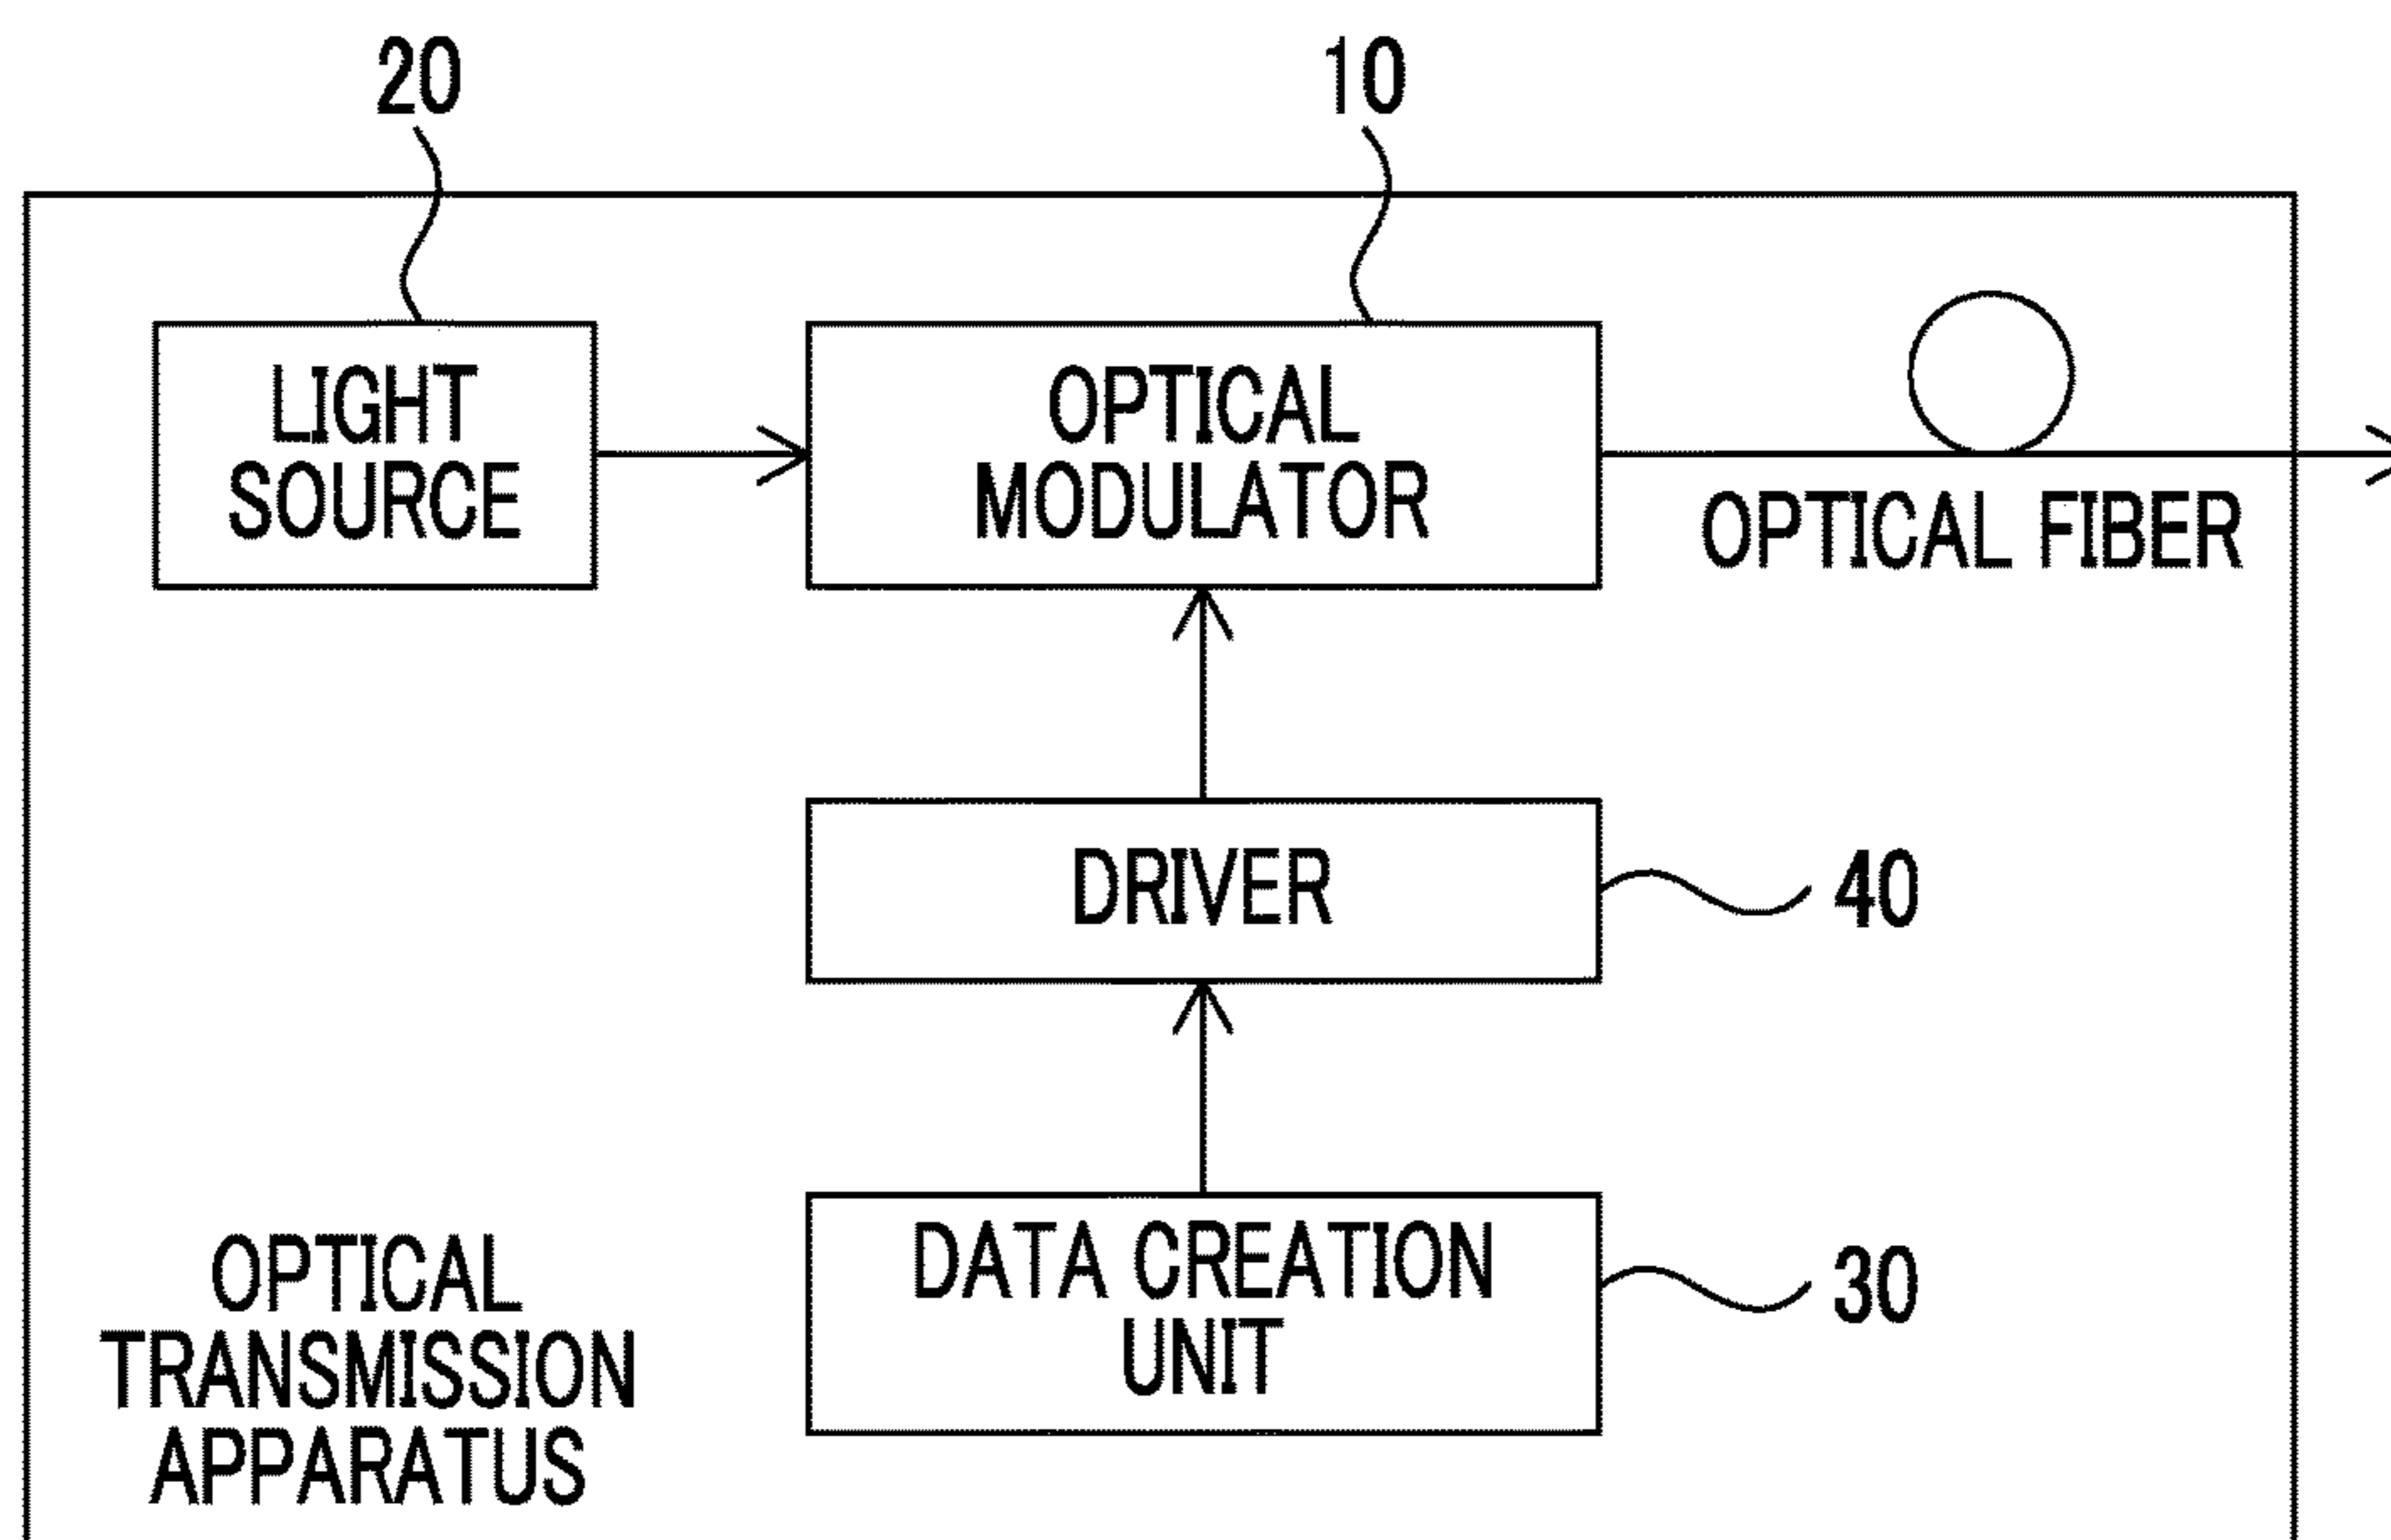 20
10
LIGHT
SOURCE
OPTICAL
MODULATOR
OPTICAL FIBER
DRIVER
40
DATA CREATION
UNIT
30
OPTICAL
TRANSMISSION
APPARATUS